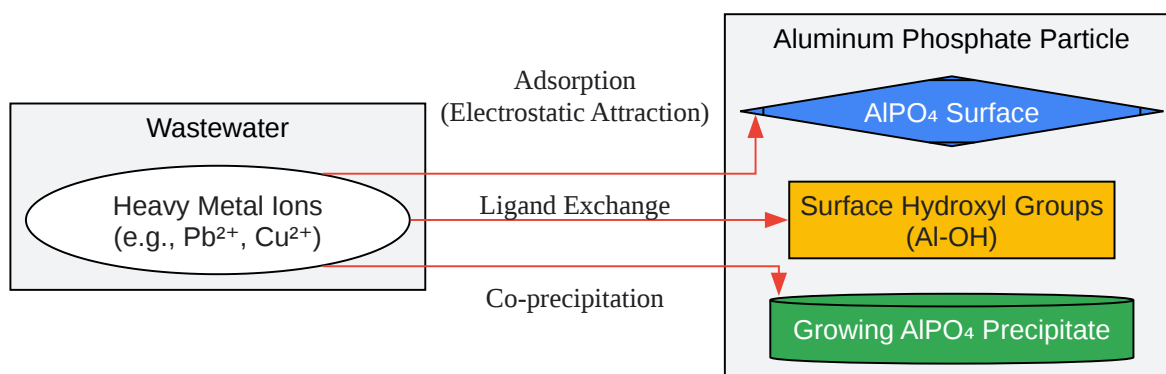 Wastewater
Heavy Metal Ions
(e.g., Pb²⁺, Cu²⁺)
Adsorption
(Electrostatic Attraction)
Ligand Exchange
Co-precipitation
Aluminum Phosphate Particle
AlPO₄ Surface
Surface Hydroxyl Groups
(Al-OH)
Growing AlPO₄ Precipitate